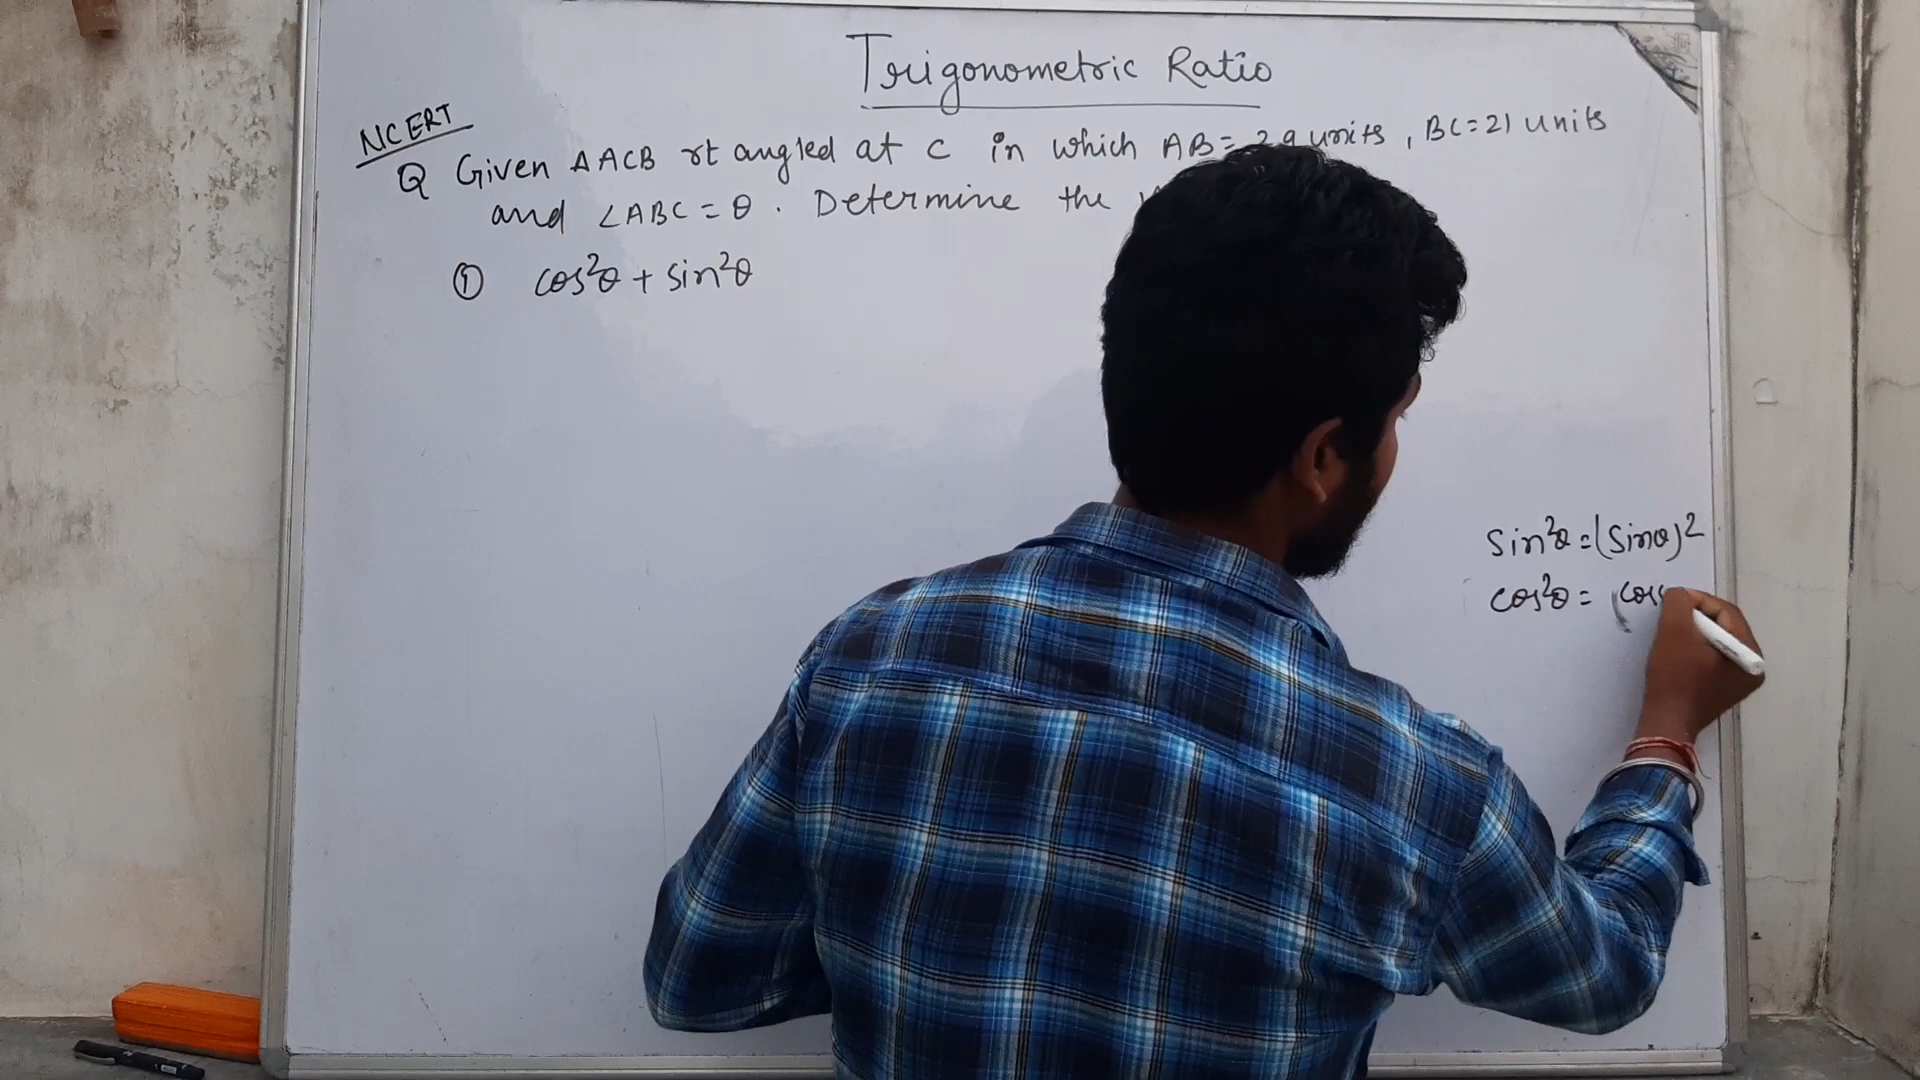 Trigonometric Ratio
NCERT
Q Given ΔACB rt angled at C in which AB = 29 units, BC = 21 units
and ∠ABC = θ. Determine the
① cos²θ + sin²θ
sin²θ = (sinθ)²
cos²θ = (cos